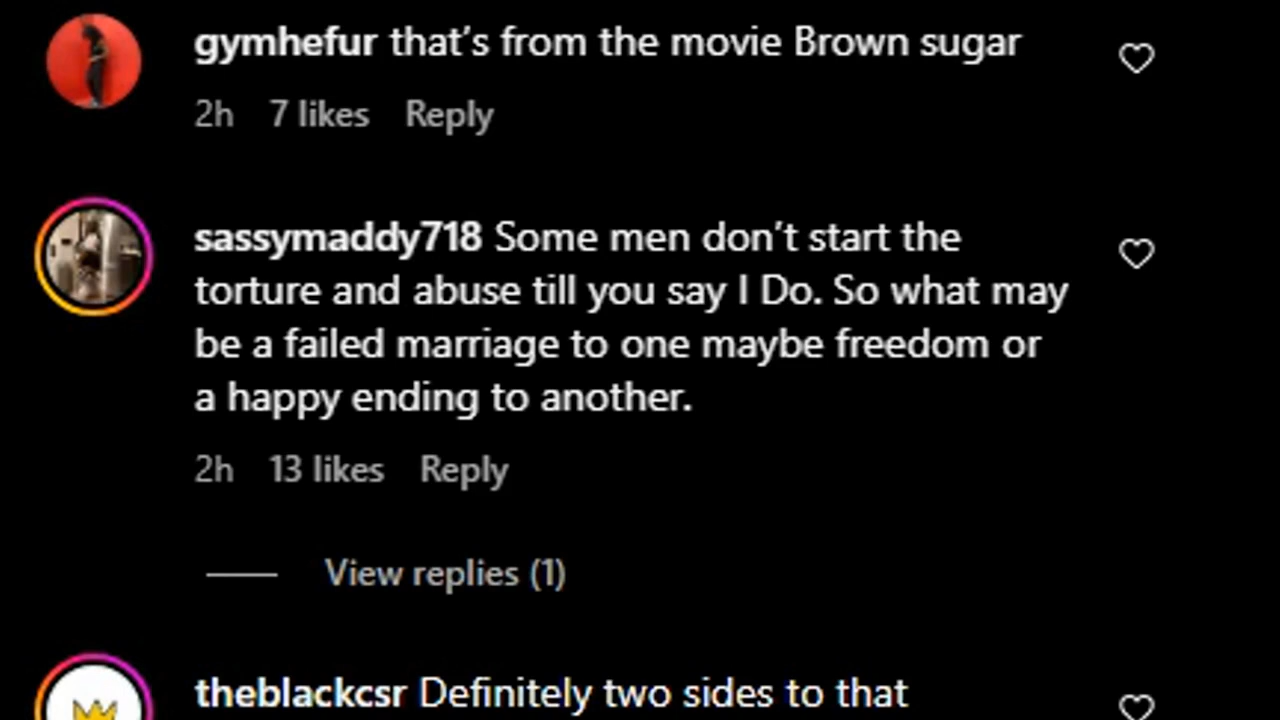 gymhefur that’s from the movie Brown sugar
2h 7 likes Reply
sassymaddy718 Some men don’t start the
torture and abuse till you say I Do. So what may
be a failed marriage to one maybe freedom or
a happy ending to another.
2h 13 likes Reply
View replies (1)
theblackcsr Definitely two sides to that